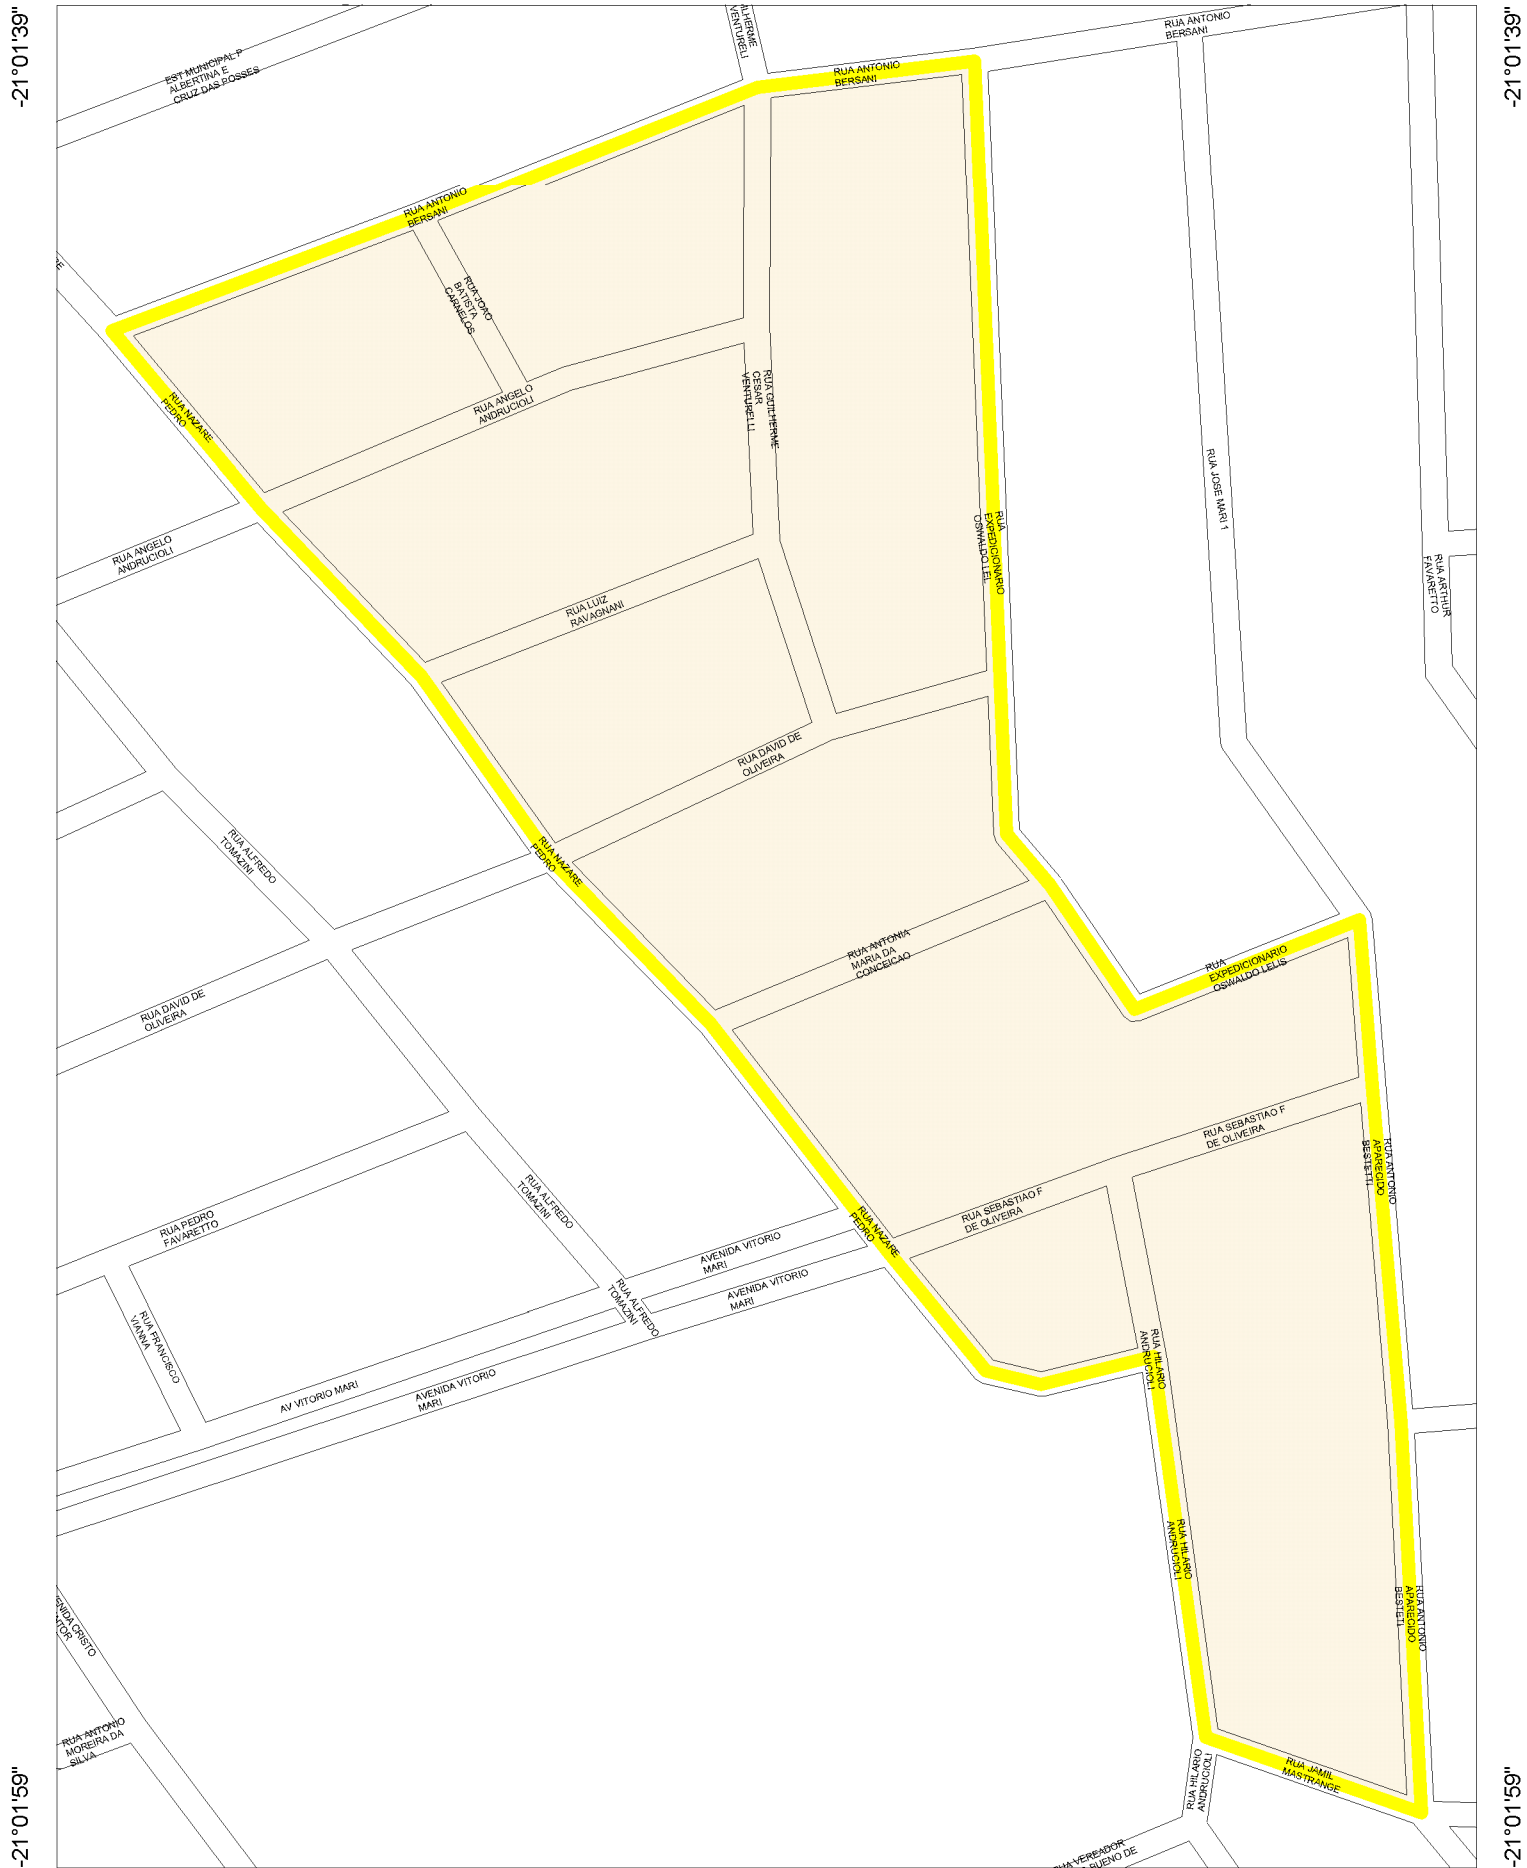 -21°01'39"
-21°01'39"
RUA ANTONIO
BERSANI
VENTURELI
EST MUNICIPAL P
ALBERTINA E
CRUZ DAS POSSES
RUA ANTONIO
BERSANI
RUA ANTONIO
BERSANI
RUA JOAO
BATISTA
CARNELOS
RUA NAZARE
PEDRO
RUA ANGELO
ANDRUCIOLI
RUA GUILHERME
CESAR
VENTURELLI
RUA JOSE MARI 1
RUA
EXPEDICIONARIO
OSWALDO LEL
RUA ANGELO
ANDRUCIOLI
RUA ARTHUR
FAVARETTO
RUA LUIZ
RAVAGNANI
RUA DAVID DE
OLIVEIRA
RUA ALFREDO
TOMAZINI
RUA NAZARE
PEDRO
RUA ANTONIA
MARIA DA
CONCEICAO
RUA
EXPEDICIONARIO
OSWALDO LELIS
RUA DAVID DE
OLIVEIRA
RUA SEBASTIAO F
DE OLIVEIRA
RUA ANTONIO
APARECIDO
BESTETTI
RUA ALFREDO
TOMAZINI
RUA SEBASTIAO F
DE OLIVEIRA
RUA PEDRO
FAVARETTO
RUA NAZARE
PEDRO
AVENIDA VITORIO
MARI
AVENIDA VITORIO
MARI
RUA ALFREDO
TOMAZINI
RUA FRANCISCO
VIANNA
RUA HILARIO
ANDRUCIOLI
AV VITORIO MARI
AVENIDA VITORIO
MARI
RUA HILARIO
ANDRUCIOLI
RUA ANTONIO
APARECIDO
BESTETI
CRISTO
RUA ANTONIO
MOREIRA DA
SILVA
RUA HILARIO
ANDRUCIOLI
RUA JAMIL
MASTRANGE
VEREADOR
BUENO DE
-21°01'59"
-21°01'59"